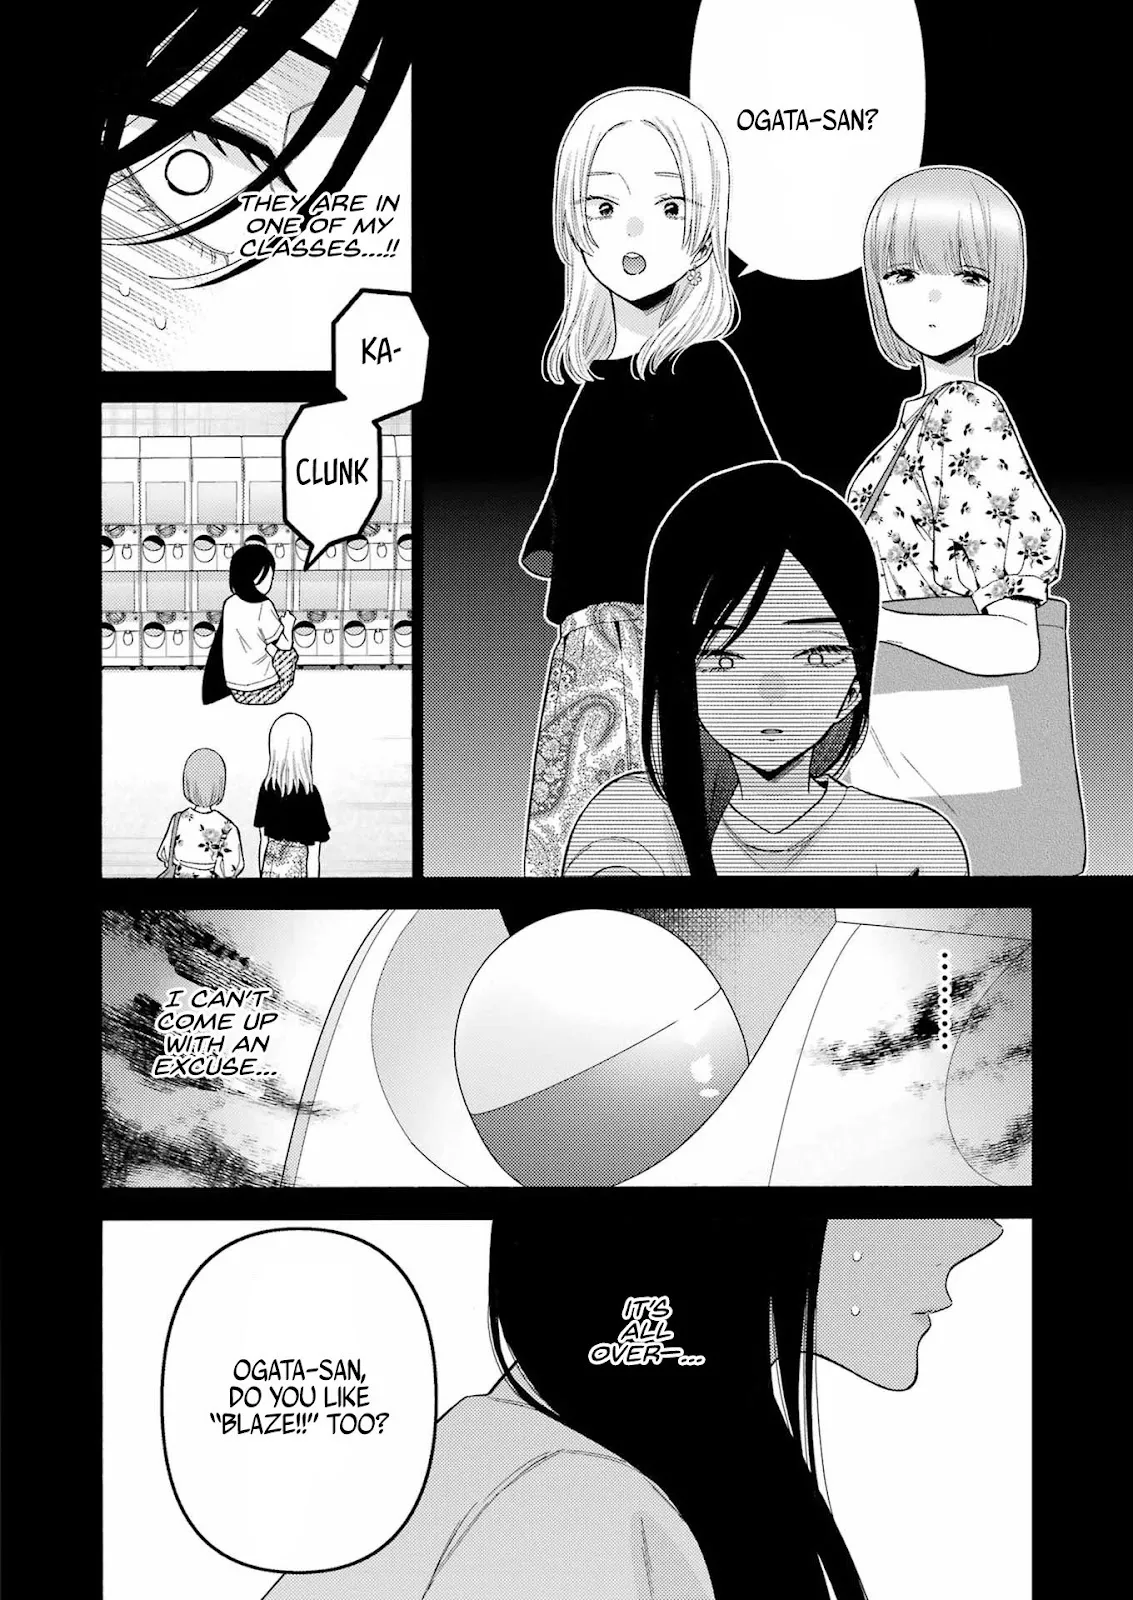 OGATA-SAN?
THEY ARE IN
ONE OF MY
CLASSES...!!
KA-
CLUNK
..........
I CAN'T
COME UP
WITH AN
EXCUSE...
IT'S
ALL
OVER—...
OGATA-SAN,
DO YOU LIKE
"BLAZE!!" TOO?